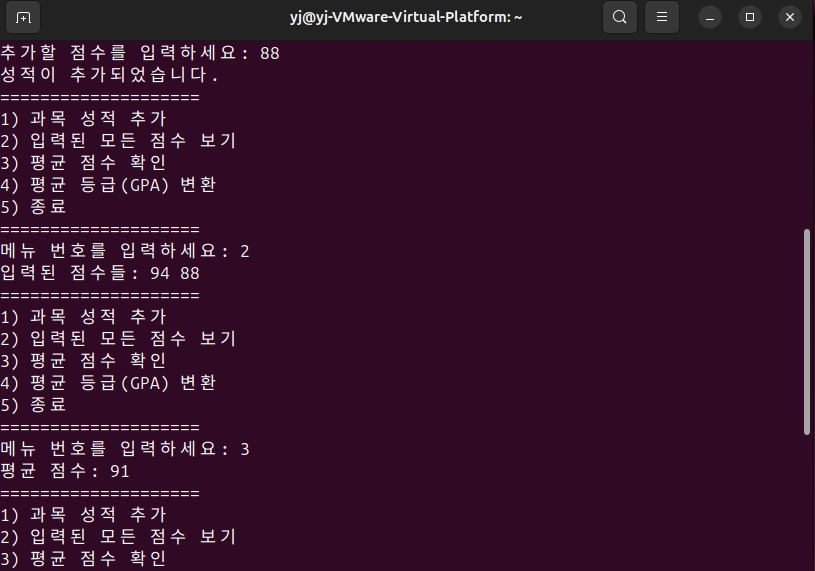 yj@yj-VMware-Virtual-Platform: ~
추가할 점수를 입력하세요: 88
성적이 추가되었습니다.
====================
1) 과목 성적 추가
2) 입력된 모든 점수 보기
3) 평균 점수 확인
4) 평균 등급(GPA) 변환
5) 종료
====================
메뉴 번호를 입력하세요: 2
입력된 점수들: 94 88
====================
1) 과목 성적 추가
2) 입력된 모든 점수 보기
3) 평균 점수 확인
4) 평균 등급(GPA) 변환
5) 종료
====================
메뉴 번호를 입력하세요: 3
평균 점수: 91
====================
1) 과목 성적 추가
2) 입력된 모든 점수 보기
3) 평균 점수 확인